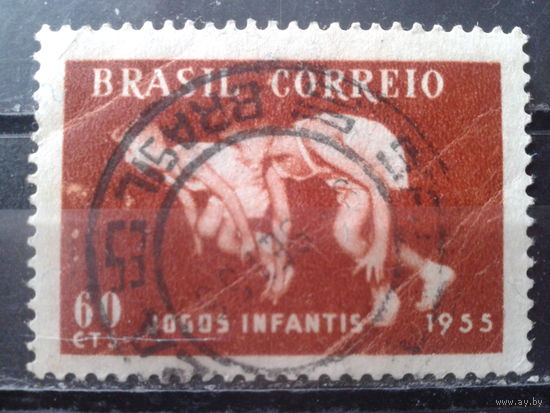 BRASIL CORREIO
BRASIL
60
CTS
JOGOS INFANTIS 1955
www.ay.by